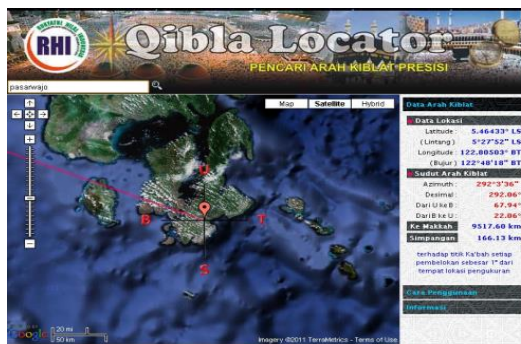 RHI
Qibla Locator
PENCARI ARAH KIBLAT PRESISI
pasarwajo
Map Satellite Hybrid
U
B T
S
20 mi
50 km
Google
Imagery ©2011 TerraMetrics - Terms of Use
Data Arah Kiblat
Data Lokasi
Latitude : 5.46433° LS
(Lintang) : 5°27'52" LS
Longitude : 122.80503° BT
(Bujur) : 122°48'18" BT
Sudut Arah Kiblat
Azimuth : 292°3'36"
Desimal : 292.06°
Dari U ke B : 67.94°
Dari B ke U : 22.06°
Ke Makkah 9517.60 km
Simpangan 166.13 km
terhadap titik Ka'bah setiap
pembelokan sebesar 1° dari
tempat lokasi pengukuran
Cara Penggunaan
Informasi